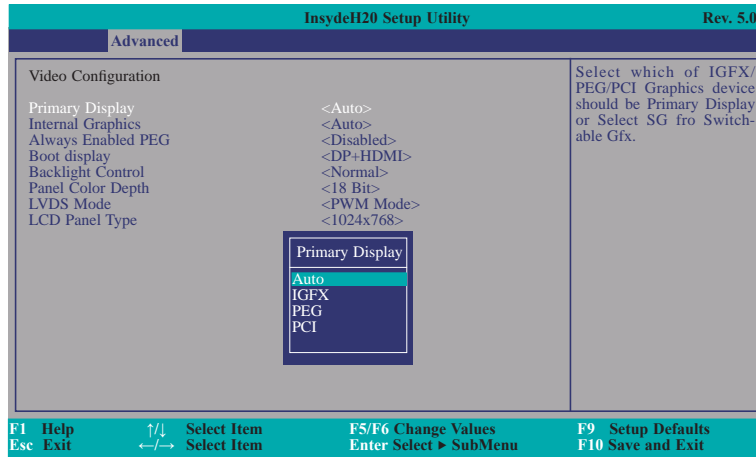 InsydeH20 Setup Utility Rev. 5.0
Advanced
Video Configuration
Primary Display <Auto>
Internal Graphics <Auto>
Always Enabled PEG <Disabled>
Boot display <DP+HDMI>
Backlight Control <Normal>
Panel Color Depth <18 Bit>
LVDS Mode <PWM Mode>
LCD Panel Type <1024x768>
Primary Display
Auto
IGFX
PEG
PCI
Select which of IGFX/
PEG/PCI Graphics device
should be Primary Display
or Select SG fro Switch-
able Gfx.
F1 Help ↑/↓ Select Item F5/F6 Change Values F9 Setup Defaults
Esc Exit ←/→ Select Item Enter Select ► SubMenu F10 Save and Exit